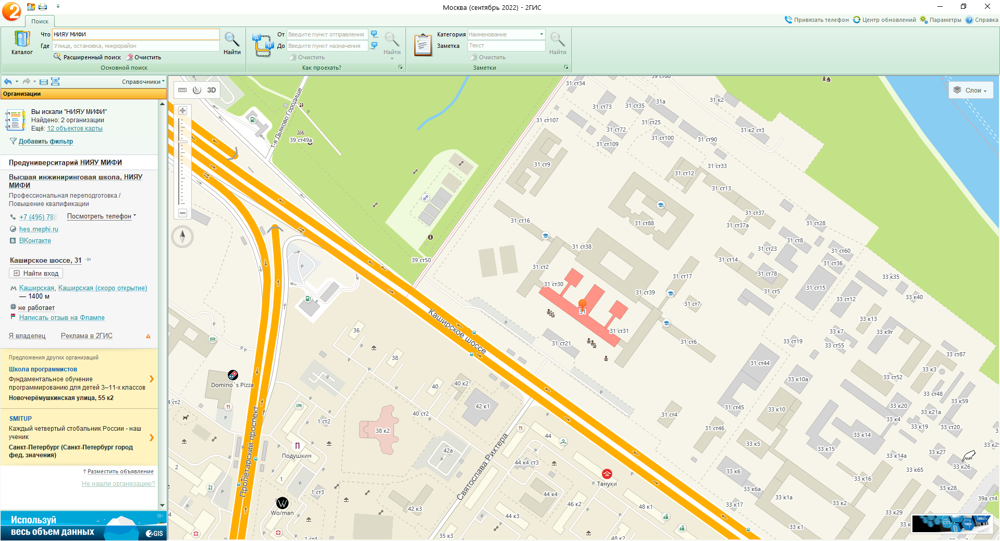 Москва (сентябрь 2022) - 2ГИС
Привязать телефон
Центр обновлений
Параметры
Справка
Поиск
Каталог
Что
НИЯУ МИФИ
Где
Улица, остановка, микрорайон
Расширенный поиск
Очистить
Найти
Основной поиск
От
Введите пункт отправления
До
Введите пункт назначения
Очистить
Найти
Как проехать?
Категория
Наименование
Заметка
Текст
Очистить
Найти
Заметки
Справочники
Организации
Вы искали "НИЯУ МИФИ"
Найдено: 2 организации
Ещё: 12 объектов карты
Добавить фильтр
Предуниверситарий НИЯУ МИФИ
Высшая инжиниринговая школа, НИЯУ
МИФИ
Профессиональная переподготовка /
Повышение квалификации
+7 (495) 788
Посмотреть телефон
hes.mephi.ru
ВКонтакте
Каширское шоссе, 31
Найти вход
Каширская, Каширская (скоро открытие)
— 1400 м
не работает
Написать отзыв на Флампе
Я владелец
Реклама в 2ГИС
Предложения других организаций
Школа программистов
Фундаментальное обучение
программированию для детей 3–11-х классов
Новочерёмушкинская улица, 55 к2
SMITUP
Каждый четвертый стобальник России - наш
ученик
Санкт-Петербург (Санкт-Петербург город
фед. значения)
Разместить объявление
Не нашли организацию?
18+
Используй
весь объем данных
2GIS
3D
Слои
1-я Дьяково Городище
39 ст49а
39 ст68
31 ст34
31 ст73
31 ст35
31а
31 к2
31 ст107
31 ст72
31 ст25
31 к2 ст3
31 ст109
31 ст100
31 ст90
31 ст9
31 ст33
31 ст12
31 ст13
31 ст16
31 ст88
31 ст37
31 ст37а
31 ст28
31 ст38
31 ст8
31 ст23
31 ст60
39 ст50
31 ст2
31 ст14
31 ст36
31 ст17
31 ст78
33 к35
31 ст30
31 ст39
31 ст5
31 ст15
33 ст12
33 к40
31
31 ст7
33 к13
31 ст31
33 к7
33 к9г
31 ст21
31 ст6
33 ст19
33 ст55
33 ст87
31 ст44
33 к3
33 ст52
33 к10а
33 ст48
33 к59
31 ст45
33 к10
33 к20
33 к21а
31 ст4
33 к4
33 к19
33 ст20
31 ст46
33 к14
33 к5
33 к15
33 к27
33 к25
33 к14а
33 к26
33 к6
33 к65
33 к16
33 к6а
33 к28
33 к1а
33 к2
33 к17
39а ст4
33 к29
33 к1
Каширское шоссе
36
38
40
40 к2
42 к1
40 ст2
38 к2
42а
44
44 к4 ст3
Святослава Рихтера
Тануки
44 к4
46 к2
48 к1
44 к3
42 к3
35 к3
48 к2
Domino`s Pizza
4 ст2
Пролетарский проспект
1 ст2
Подушкин
2
1
1 ст3
Wo/man
1 ст4
4